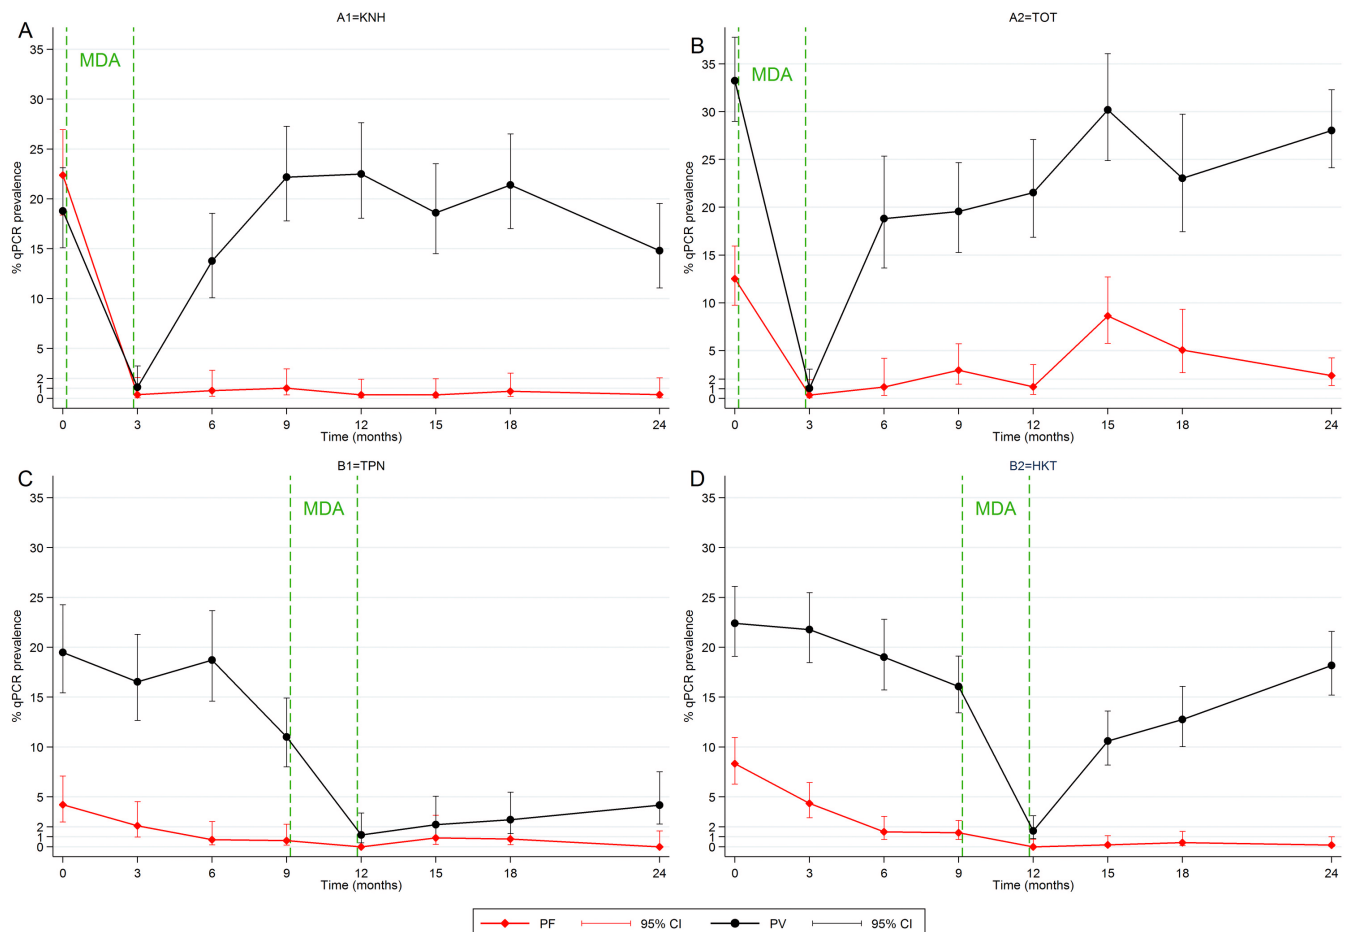 A
A1=KNH
MDA
% qPCR prevalence
35
30
25
20
15
10
5
2
1
0
0 3 6 9 12 15 18 24
Time (months)
B
A2=TOT
MDA
% qPCR prevalence
35
30
25
20
15
10
5
2
1
0
0 3 6 9 12 15 18 24
Time (months)
C
B1=TPN
MDA
% qPCR prevalence
35
30
25
20
15
10
5
2
1
0
0 3 6 9 12 15 18 24
Time (months)
D
B2=HKT
MDA
% qPCR prevalence
35
30
25
20
15
10
5
2
1
0
0 3 6 9 12 15 18 24
Time (months)
PF 95% CI PV 95% CI